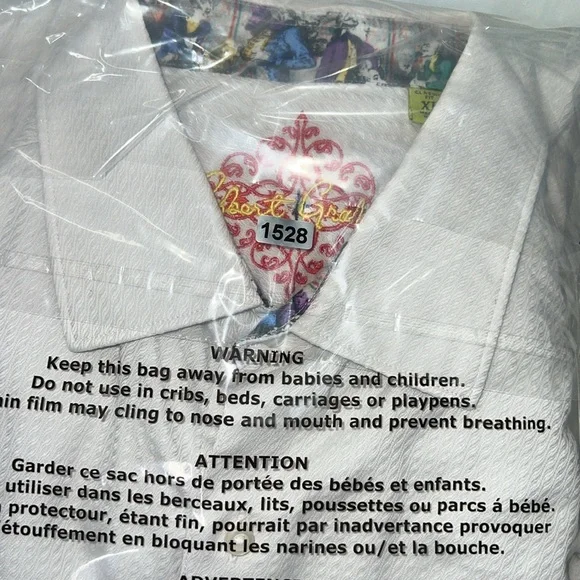 XL
Robert Graham
1528
WARNING
Keep this bag away from babies and children.
Do not use in cribs, beds, carriages or playpens.
film may cling to nose and mouth and prevent breathing.
ATTENTION
Garder ce sac hors de portée des bébés et enfants.
utiliser dans les berceaux, lits, poussettes ou parcs á bébé.
protectour, étant fin, pourrait par inadvertance provoquer
étouffement en bloquant les narines ou/et la bouche.